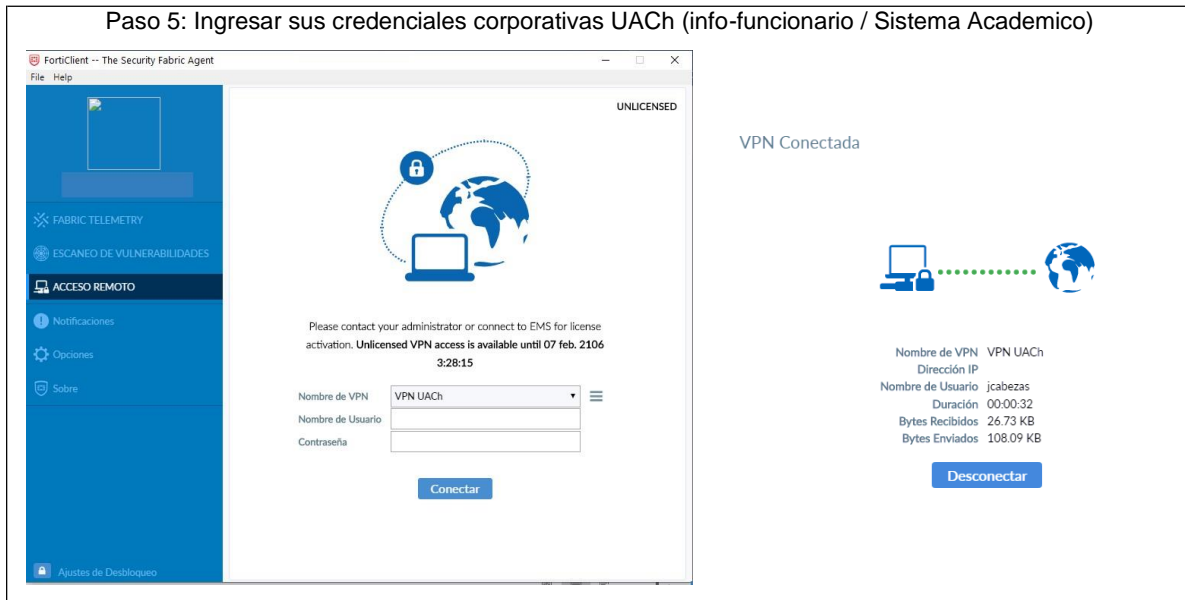 Paso 5: Ingresar sus credenciales corporativas UACh (info-funcionario / Sistema Academico)
FortiClient -- The Security Fabric Agent
File Help
UNLICENSED
FABRIC TELEMETRY
ESCANEO DE VULNERABILIDADES
ACCESO REMOTO
Notificaciones
Opciones
Sobre
Ajustes de Desbloqueo
Please contact your administrator or connect to EMS for license
activation. Unlicensed VPN access is available until 07 feb. 2106
3:28:15
Nombre de VPN VPN UACh
Nombre de Usuario
Contraseña
Conectar
VPN Conectada
Nombre de VPN VPN UACh
Dirección IP
Nombre de Usuario jcabezas
Duración 00:00:32
Bytes Recibidos 26.73 KB
Bytes Enviados 108.09 KB
Desconectar